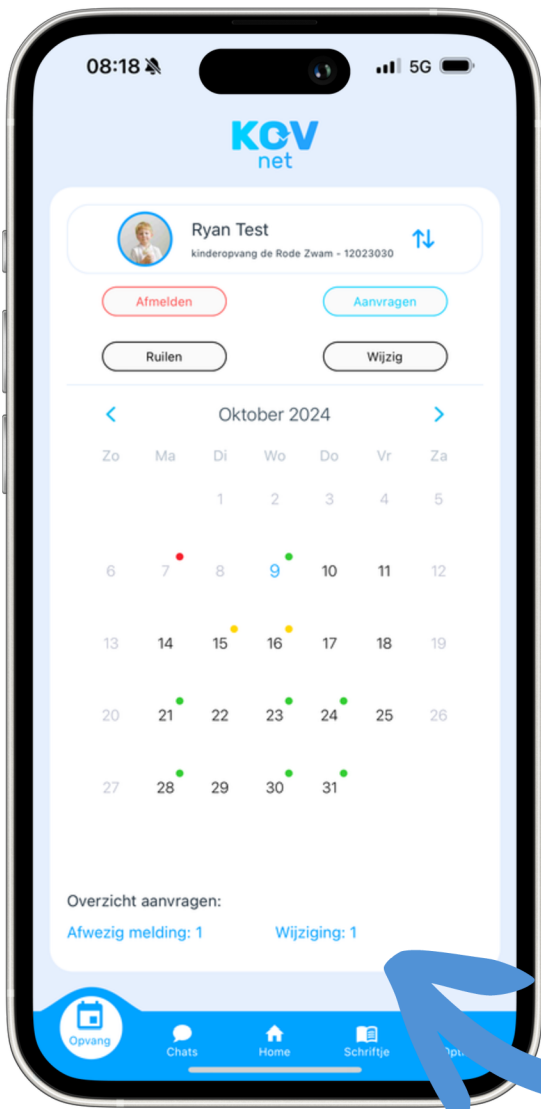 08:18 5G
KOV
net
Ryan Test
kinderopvang de Rode Zwam - 12023030
Afmelden Aanvragen
Ruilen Wijzig
Oktober 2024
Zo Ma Di Wo Do Vr Za
1 2 3 4 5
6 7 8 9 10 11 12
13 14 15 16 17 18 19
20 21 22 23 24 25 26
27 28 29 30 31
Overzicht aanvragen:
Afwezig melding: 1 Wijziging: 1
Opvang Chats Home Schriftje